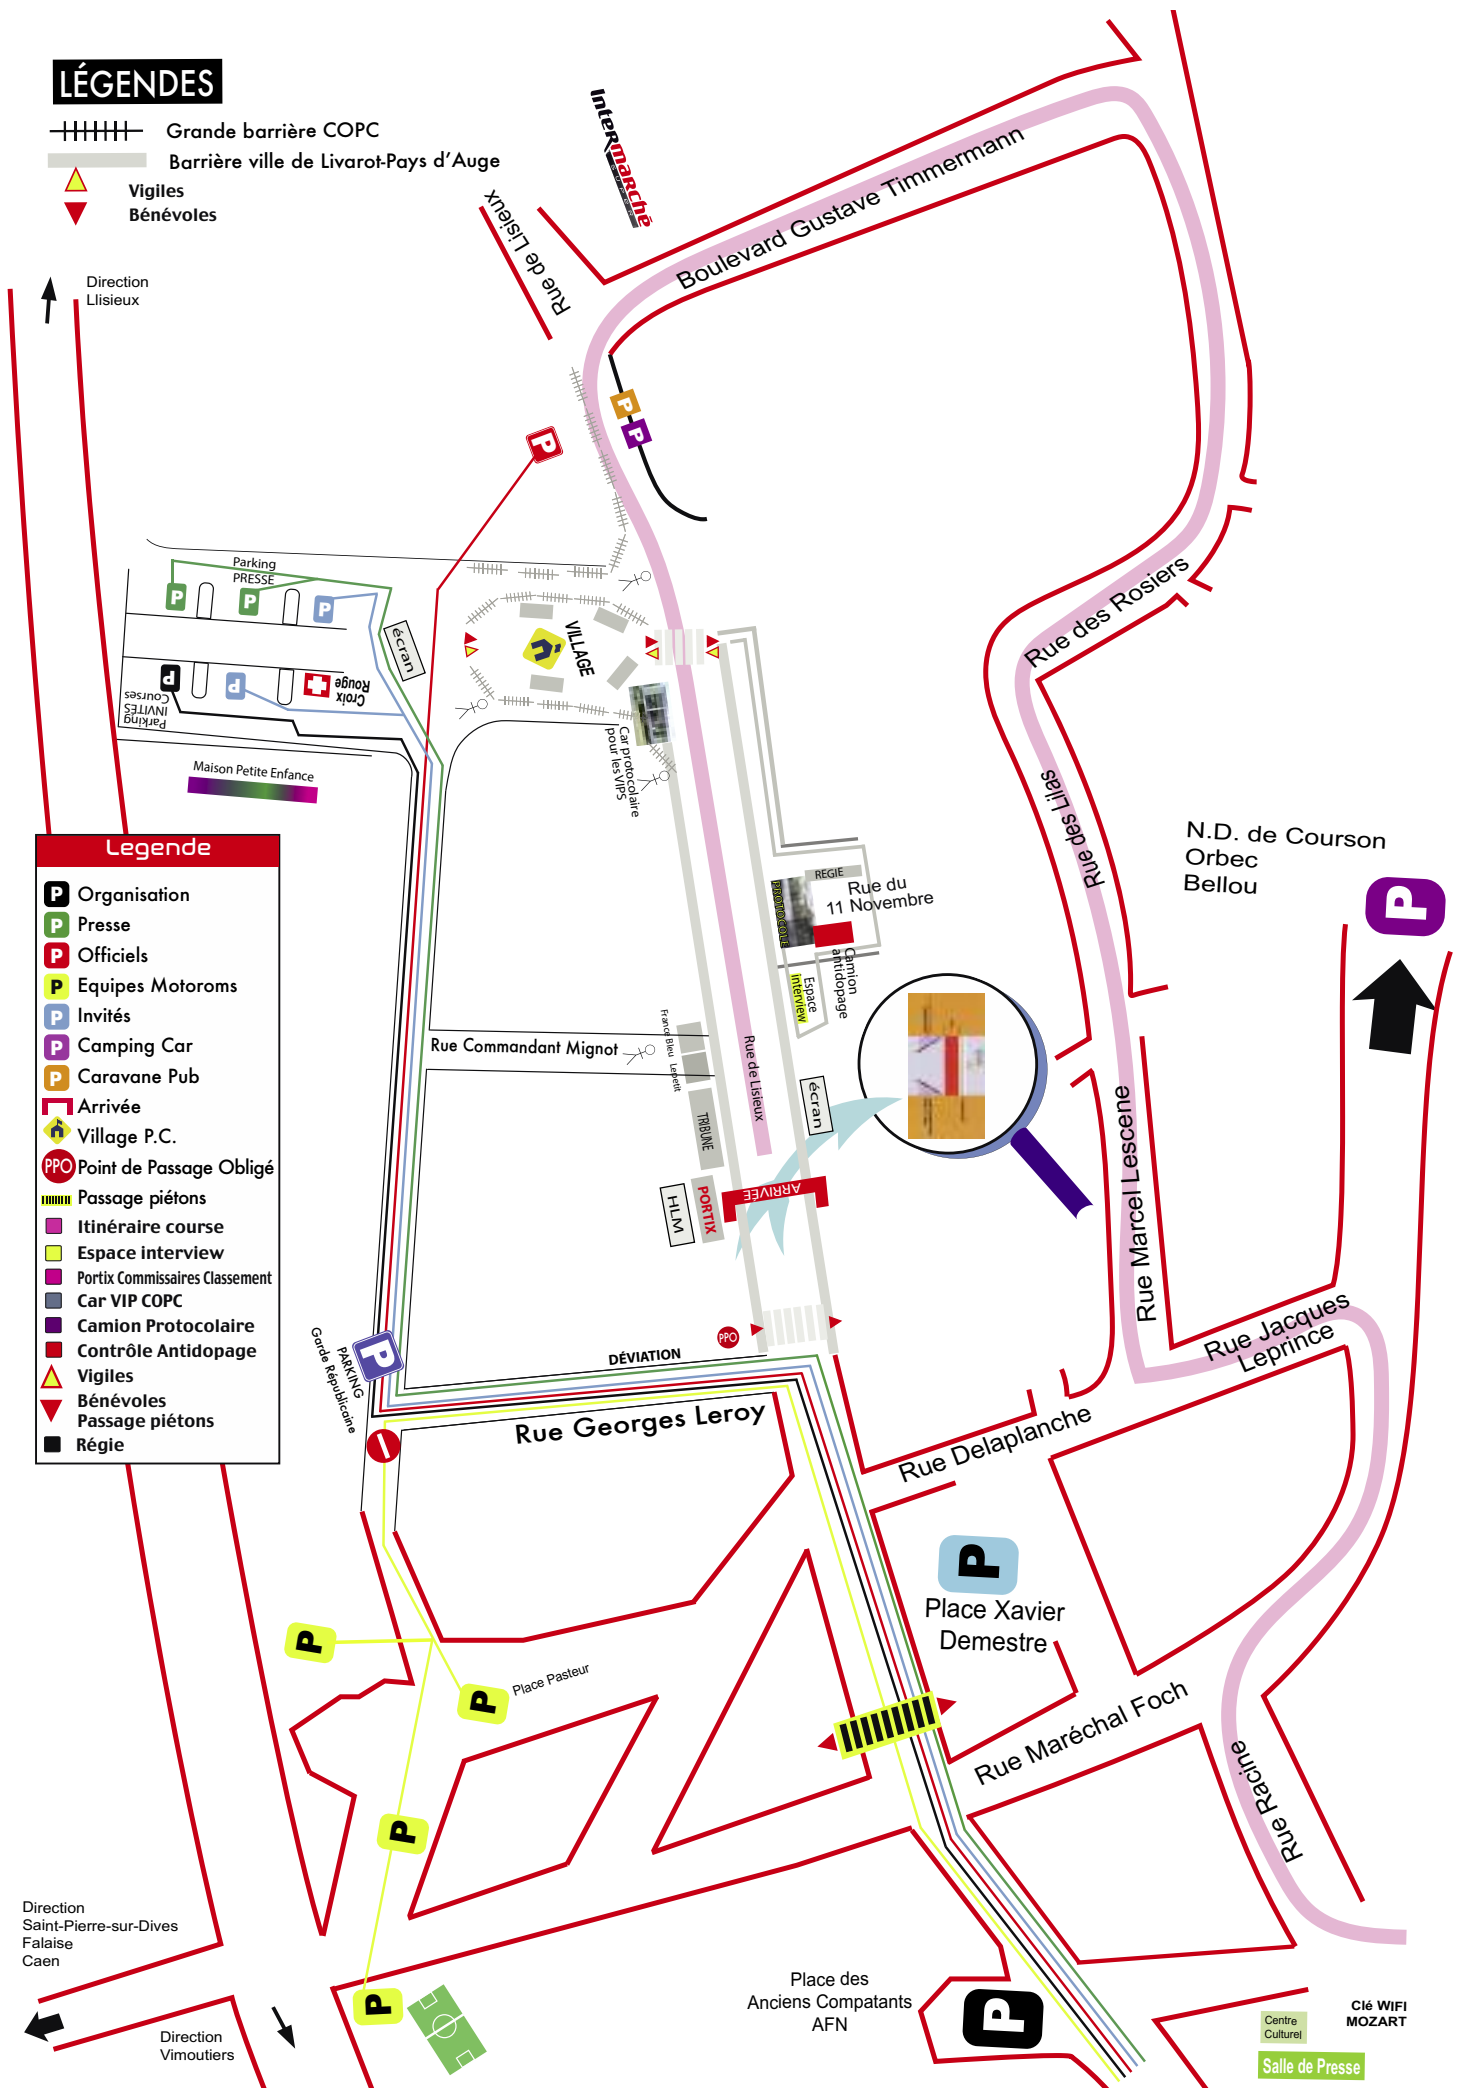 LÉGENDES
Grande barrière COPC
Barrière ville de Livarot-Pays d'Auge
Vigiles
Bénévoles
Intermarché
Rue de Lisieux
Boulevard Gustave Timmermann
Direction
Llisieux
P
P
P
Parking
PRESSE
P
P
P
écran
VILLAGE
P
P
Croix
Rouge
Parking
INVITÉS
Courses
Car protocolaire
pour les VIPS
Maison Petite Enfance
Rue des Rosiers
Rue des Lilas
N.D. de Courson
Orbec
Bellou
P
Legende
P Organisation
P Presse
P Officiels
P Equipes Motoroms
P Invités
P Camping Car
P Caravane Pub
Arrivée
Village P.C.
PPO Point de Passage Obligé
Passage piétons
Itinéraire course
Espace interview
Portix Commissaires Classement
Car VIP COPC
Camion Protocolaire
Contrôle Antidopage
Vigiles
Bénévoles
Passage piétons
Régie
REGIE
PROTOCOLE
Rue du
11 Novembre
Camion
antidopage
Espace
interview
France Bleu Lepetit
Rue Commandant Mignot
Rue de Lisieux
écran
TRIBUNE
PORTIX
HLM
ARRIVÉE
Rue Marcel Lescene
Rue Jacques
Leprince
PPO
DÉVIATION
P
PARKING
Garde Républicaine
Rue Georges Leroy
Rue Delaplanche
P
Place Xavier
Demestre
P
P
Place Pasteur
Rue Maréchal Foch
Rue Racine
P
P
Direction
Saint-Pierre-sur-Dives
Falaise
Caen
Direction
Vimoutiers
Place des
Anciens Compatants
AFN
P
Centre
Culturel
Clé WIFI
MOZART
Salle de Presse